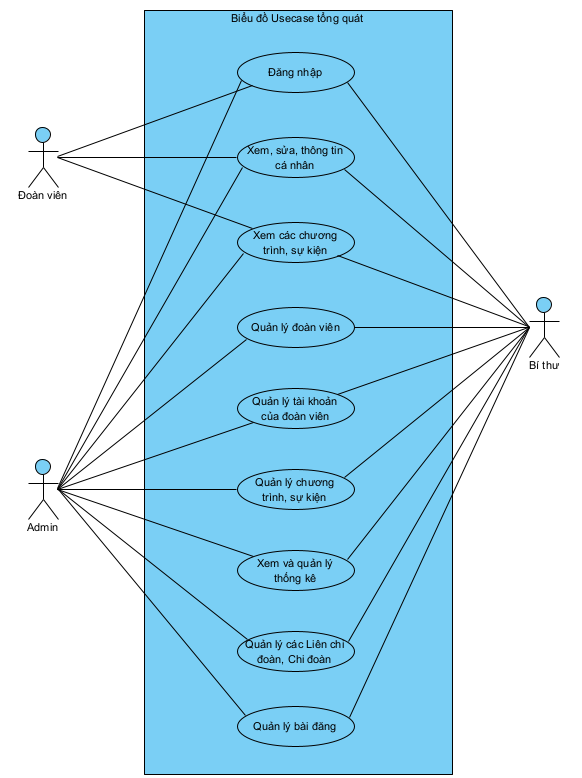 Biểu đồ Usecase tổng quát
Đăng nhập
Xem, sửa, thông tin
cá nhân
Đoàn viên
Xem các chương
trình, sự kiện
Quản lý đoàn viên
Bí thư
Quản lý tài khoản
của đoàn viên
Quản lý chương
trình, sự kiện
Admin
Xem và quản lý
thống kê
Quản lý các Liên chi
đoàn, Chi đoàn
Quản lý bài đăng